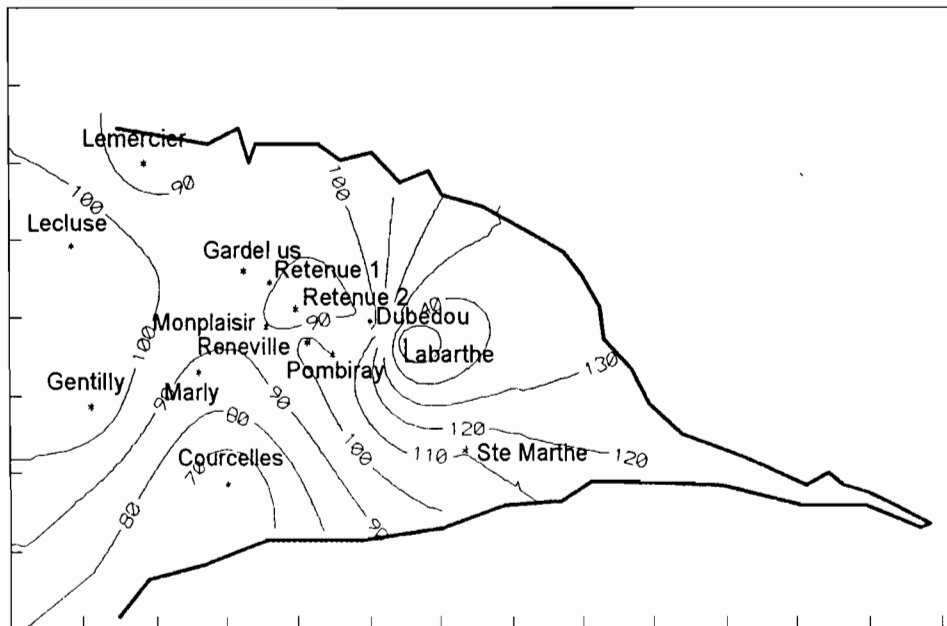 Lemercier
90
100
100
Lecluse
Gardel us
Retenue 1
Retenue 2
90
Dubedou
Monplaisir
Reneville
Labarthe
Pombiray
100
130
Gentilly
90
Marly
90
80
120
Courcelles
70
100
110
Ste Marthe
120
80
90